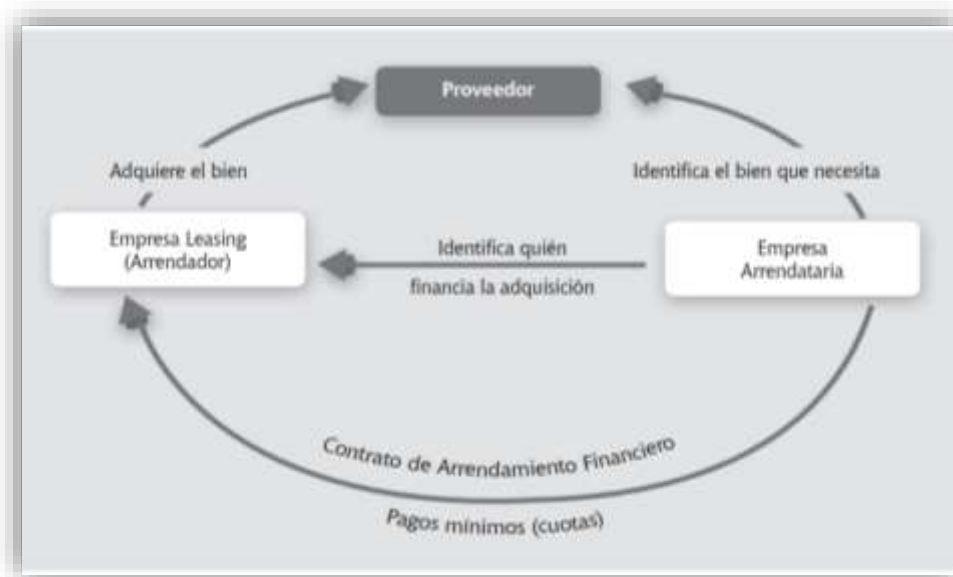 Proveedor
Adquiere el bien
Identifica el bien que necesita
Empresa Leasing
(Arrendador)
Identifica quién
financia la adquisición
Empresa
Arrendataria
Contrato de Arrendamiento Financiero
Pagos mínimos (cuotas)